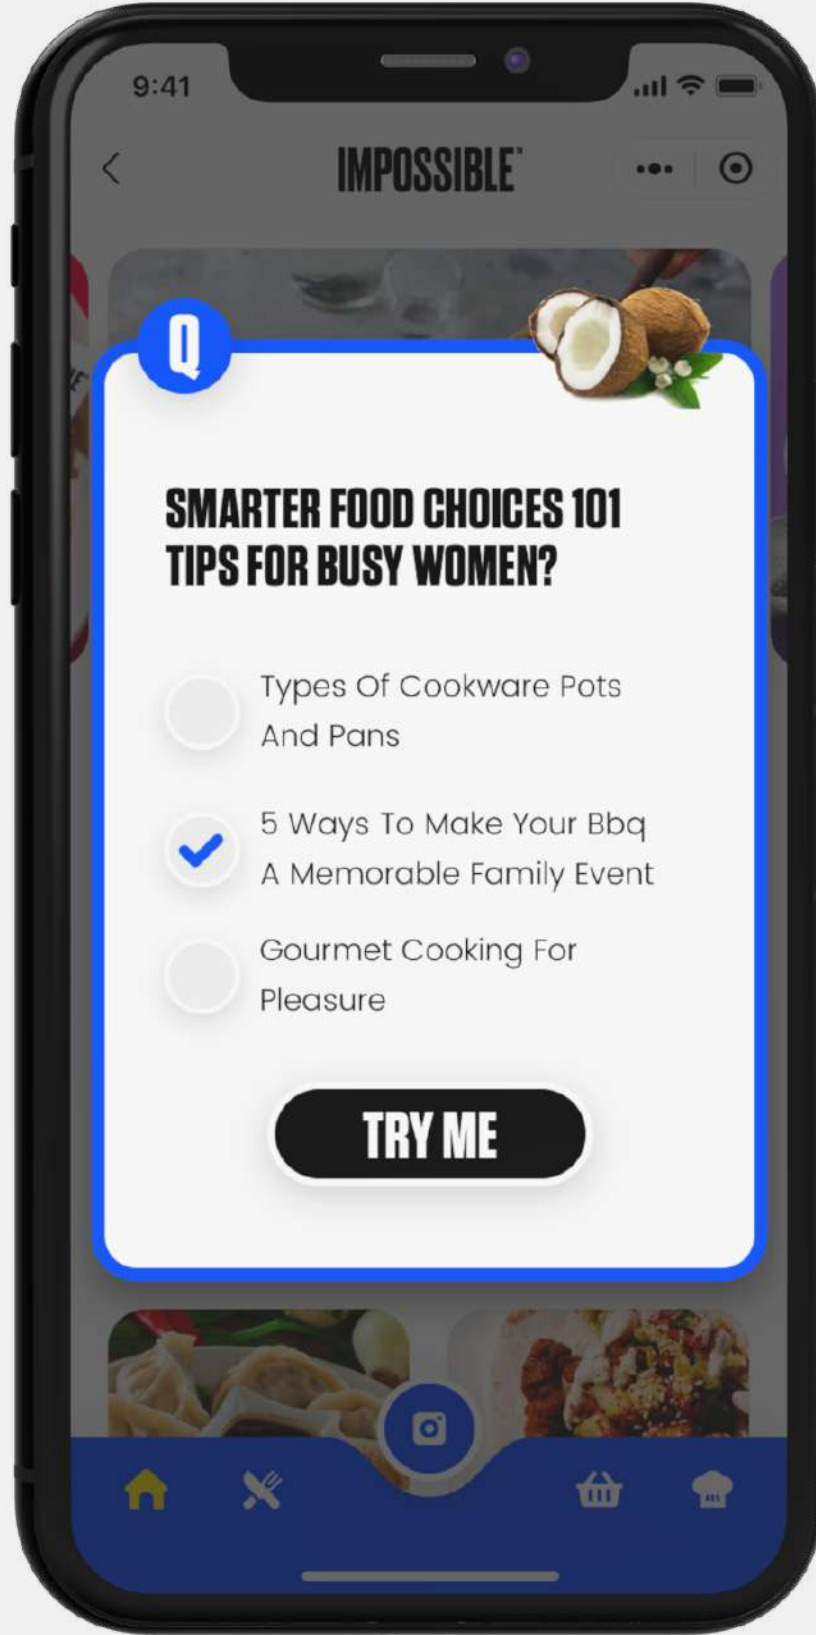 9:41
IMPOSSIBLE™
Q
SMARTER FOOD CHOICES 101
TIPS FOR BUSY WOMEN?
Types Of Cookware Pots
And Pans
5 Ways To Make Your Bbq
A Memorable Family Event
Gourmet Cooking For
Pleasure
TRY ME